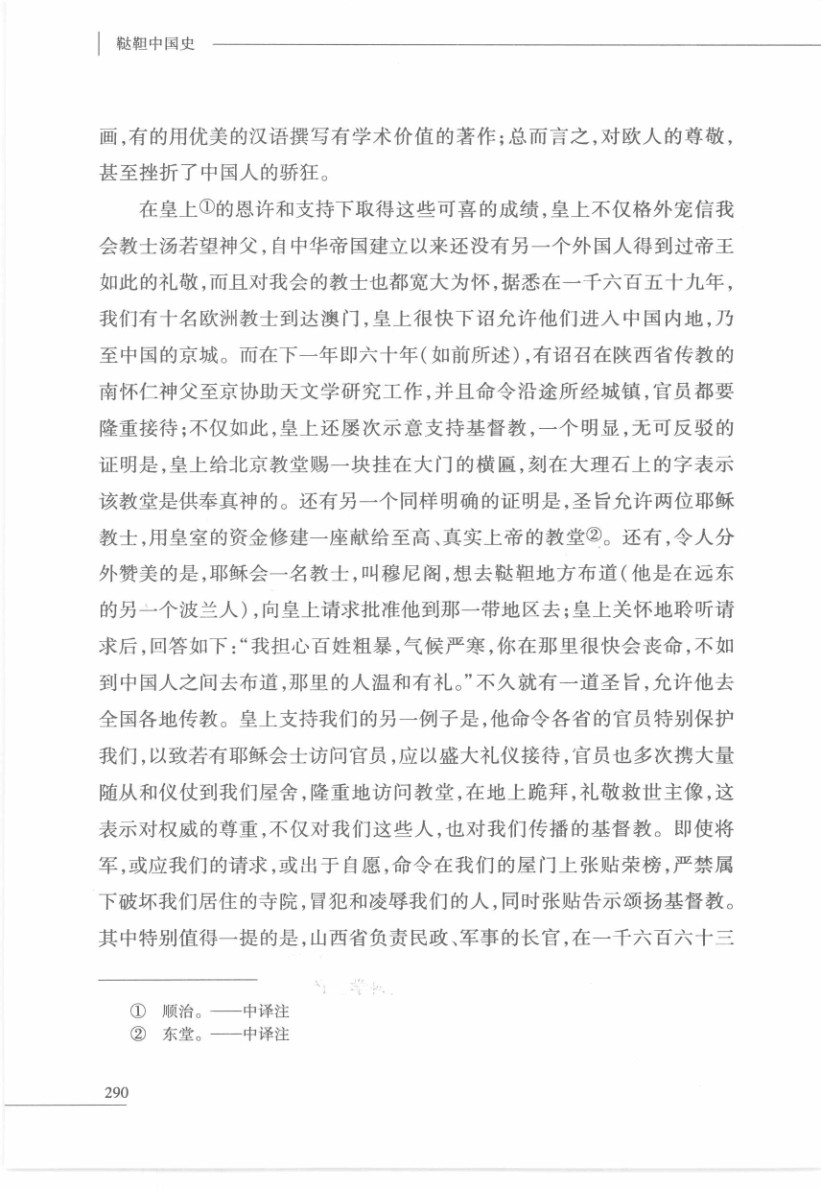 鞑靼中国史
画,有的用优美的汉语撰写有学术价值的著作;总而言之,对欧人的尊敬,
甚至挫折了中国人的骄狂。
在皇上①的恩许和支持下取得这些可喜的成绩,皇上不仅格外宠信我
会教士汤若望神父,自中华帝国建立以来还没有另一个外国人得到过帝王
如此的礼敬,而且对我会的教士也都宽大为怀,据悉在一千六百五十九年,
我们有十名欧洲教士到达澳门,皇上很快下诏允许他们进入中国内地,乃
至中国的京城。而在下一年即六十年(如前所述),有诏召在陕西省传教的
南怀仁神父至京协助天文学研究工作,并且命令沿途所经城镇,官员都要
隆重接待;不仅如此,皇上还屡次示意支持基督教,一个明显,无可反驳的
证明是,皇上给北京教堂赐一块挂在大门的横匾,刻在大理石上的字表示
该教堂是供奉真神的。还有另一个同样明确的证明是,圣旨允许两位耶稣
教士,用皇室的资金修建一座献给至高、真实上帝的教堂②。还有,令人分
外赞美的是,耶稣会一名教士,叫穆尼阁,想去鞑靼地方布道(他是在远东
的另一个波兰人),向皇上请求批准他到那一带地区去;皇上关怀地聆听请
求后,回答如下:“我担心百姓粗暴,气候严寒,你在那里很快会丧命,不如
到中国人之间去布道,那里的人温和有礼。”不久就有一道圣旨,允许他去
全国各地传教。皇上支持我们的另一例子是,他命令各省的官员特别保护
我们,以致若有耶稣会士访问官员,应以盛大礼仪接待,官员也多次携大量
随从和仪仗到我们屋舍,隆重地访问教堂,在地上跪拜,礼敬救世主像,这
表示对权威的尊重,不仅对我们这些人,也对我们传播的基督教。即使将
军,或应我们的请求,或出于自愿,命令在我们的屋门上张贴荣榜,严禁属
下破坏我们居住的寺院,冒犯和凌辱我们的人,同时张贴告示颂扬基督教。
其中特别值得一提的是,山西省负责民政、军事的长官,在一千六百六十三
① 顺治。——中译注
② 东堂。——中译注
290